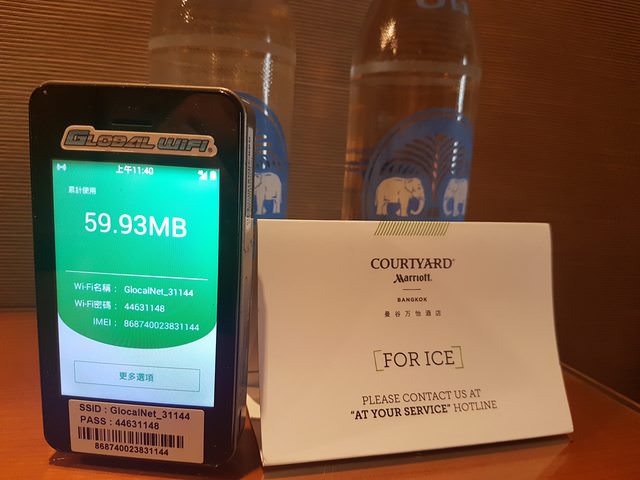 GLOBAL WiFi
上午11:40
累計使用
59.93MB
Wi-Fi名稱： GlocalNet_31144
Wi-Fi密碼： 44631148
IMEI： 868740023831144
更多選項
SSID : GlocalNet_31144
PASS : 44631148
868740023831144
COURTYARD®
Marriott.
BANGKOK
曼谷万怡酒店
[FOR ICE]
PLEASE CONTACT US AT
"AT YOUR SERVICE" HOTLINE